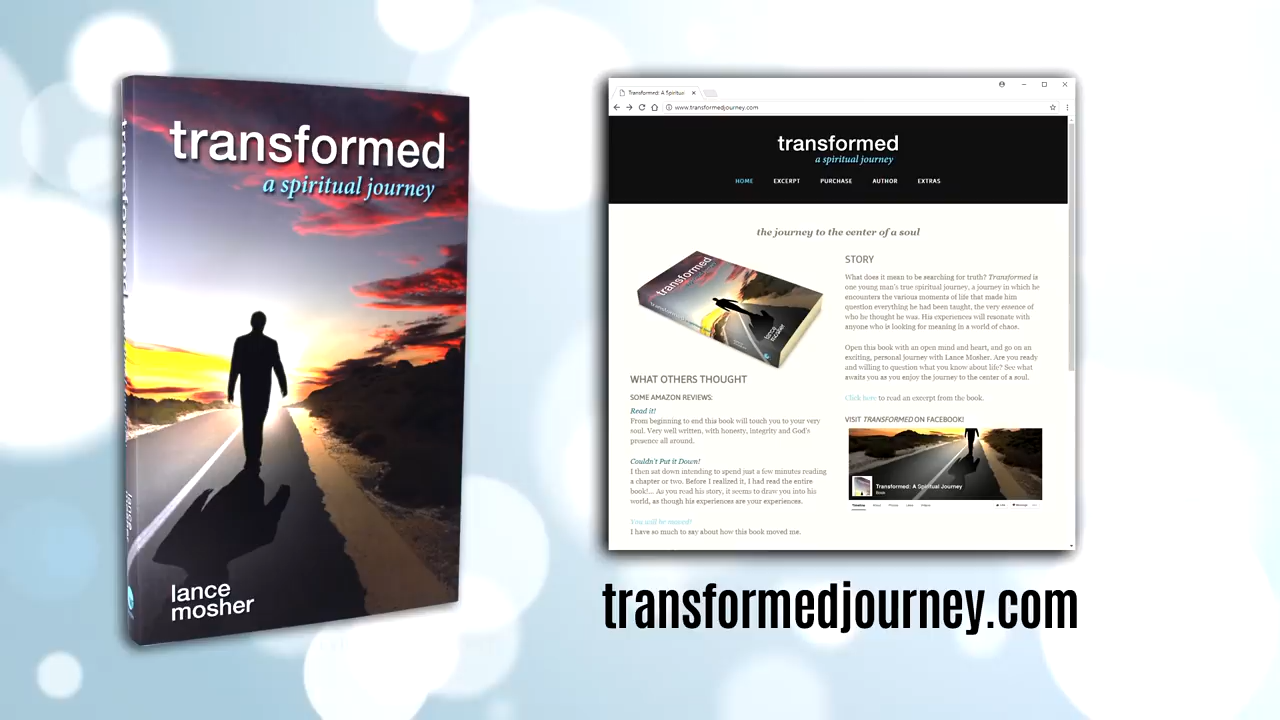 transformed
a spiritual journey
lance
mosher
Transformed: A Spiritua
www.transformedjourney.com
transformed
a spiritual journey
HOME EXCERPT PURCHASE AUTHOR EXTRAS
the journey to the center of a soul
transformed
lance
mosher
WHAT OTHERS THOUGHT
SOME AMAZON REVIEWS:
Read it!
From beginning to end this book will touch you to your very
soul. Very well written, with honesty, integrity and God's
presence all around.
Couldn't Put it Down!
I then sat down intending to spend just a few minutes reading
a chapter or two. Before I realized it, I had read the entire
book!... As you read his story, it seems to draw you into his
world, as though his experiences are your experiences.
You will be moved!
I have so much to say about how this book moved me.
STORY
What does it mean to be searching for truth? Transformed is
one young man's true spiritual journey, a journey in which he
encounters the various moments of life that made him
question everything he had been taught, the very essence of
who he thought he was. His experiences will resonate with
anyone who is looking for meaning in a world of chaos.
Open this book with an open mind and heart, and go on an
exciting, personal journey with Lance Mosher. Are you ready
and willing to question what you know about life? See what
awaits you as you enjoy the journey to the center of a soul.
Click here to read an excerpt from the book.
VISIT TRANSFORMED ON FACEBOOK!
Transformed: A Spiritual Journey
Book
Timeline About Photos Likes Videos Like Message
transformedjourney.com